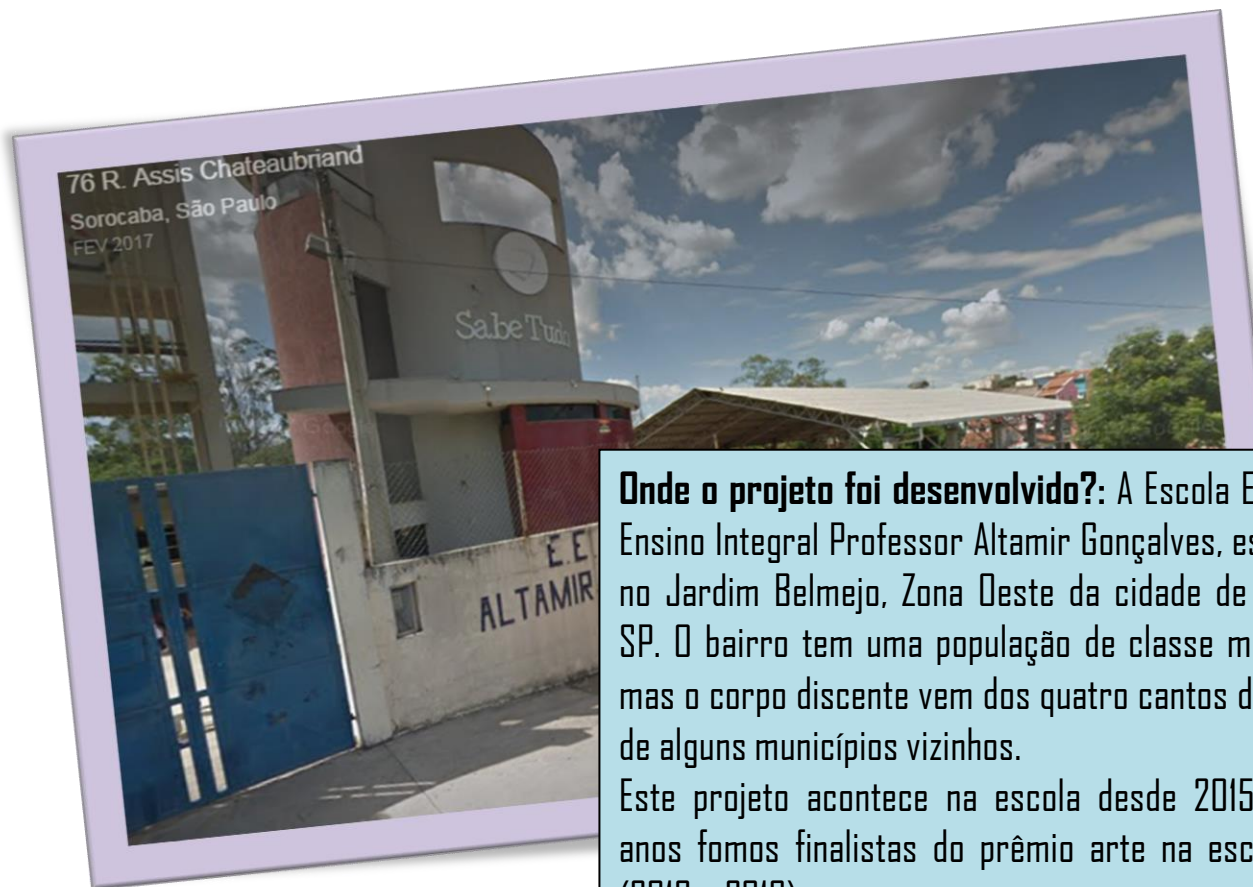 76 R. Assis Chateaubriand
Sorocaba, São Paulo
FEV 2017
Sabe Tudo
E.E
ALTAMIR
Onde o projeto foi desenvolvido?: A Escola E
Ensino Integral Professor Altamir Gonçalves, es
no Jardim Belmejo, Zona Oeste da cidade de
SP. O bairro tem uma população de classe m
mas o corpo discente vem dos quatro cantos d
de alguns municípios vizinhos.
Este projeto acontece na escola desde 2015
anos fomos finalistas do prêmio arte na esc